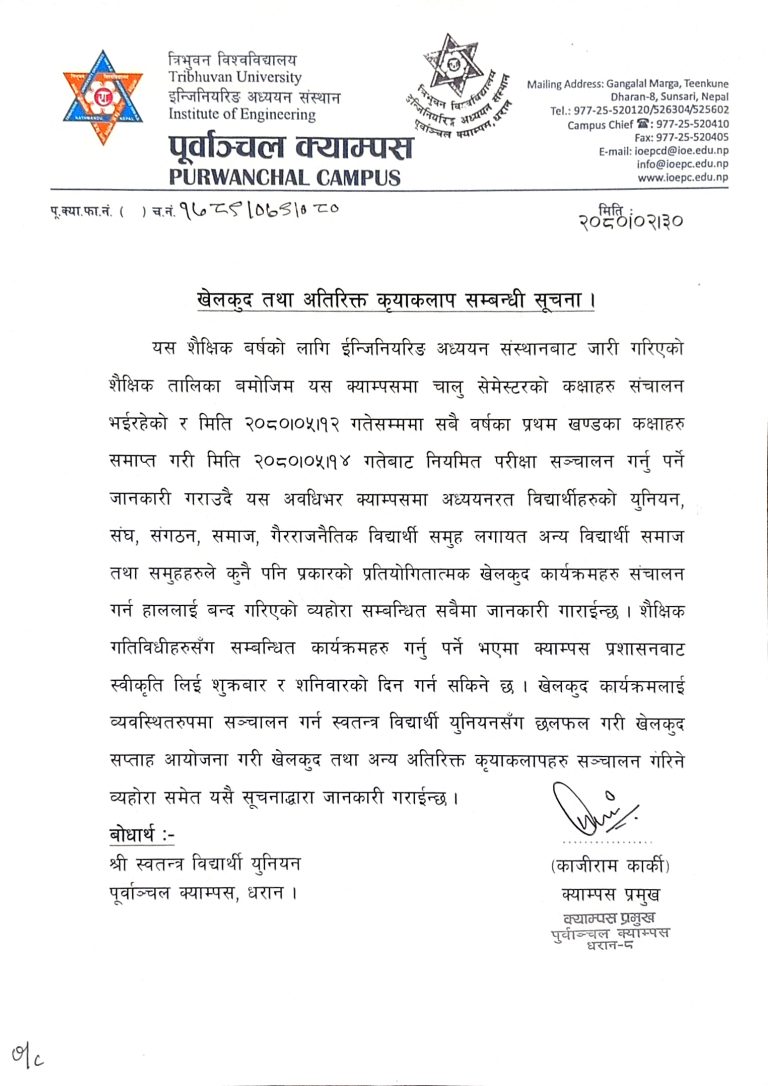 त्रिभुवन विश्वविद्यालय
Tribhuvan University
इन्जिनियरिङ अध्ययन संस्थान
Institute of Engineering
पूर्वाञ्चल क्याम्पस
PURWANCHAL CAMPUS
त्रिभुवन विश्वविद्यालय
इन्जिनियरिङ्ग अध्ययन संस्थान
पूर्वाञ्चल क्याम्पस, धरान
Mailing Address: Gangalal Marga, Teenkune
Dharan-8, Sunsari, Nepal
Tel.: 977-25-520120/526304/525602
Campus Chief ☎: 977-25-520410
Fax: 977-25-520405
E-mail: ioepcd@ioe.edu.np
info@ioepc.edu.np
www.ioepc.edu.np
पू.क्या.फा.नं. ( ) च.नं.
मिति :
२०८०|०२|३०
खेलकुद तथा अतिरिक्त कृयाकलाप सम्बन्धी सूचना ।
यस शैक्षिक बर्षको लागि ईन्जिनियरिङ अध्ययन संस्थानबाट जारी गरिएको
शैक्षिक तालिका बमोजिम यस क्याम्पसमा चालु सेमेस्टरको कक्षाहरु संचालन
भईरहेको र मिति २०८०।०५।१२ गतेसम्ममा सबै वर्षका प्रथम खण्डका कक्षाहरु
समाप्त गरी मिति २०८०।०५।१४ गतेबाट नियमित परीक्षा सञ्चालन गर्नु पर्ने
जानकारी गराउदै यस अवधिभर क्याम्पसमा अध्ययनरत विद्यार्थीहरुको युनियन,
संघ, संगठन, समाज, गैरराजनैतिक विद्यार्थी समुह लगायत अन्य विद्यार्थी समाज
तथा समुहहरुले कुनै पनि प्रकारको प्रतियोगितात्मक खेलकुद कार्यक्रमहरु संचालन
गर्न हाललाई बन्द गरिएको व्यहोरा सम्बन्धित सबैमा जानकारी गाराईन्छ । शैक्षिक
गतिविधीहरुसँग सम्बन्धित कार्यक्रमहरु गर्नु पर्ने भएमा क्याम्पस प्रशासनवाट
स्वीकृति लिई शुक्रबार र शनिवारको दिन गर्न सकिने छ । खेलकुद कार्यक्रमलाई
व्यवस्थितरुपमा सञ्चालन गर्न स्वतन्त्र विद्यार्थी युनियनसँग छलफल गरी खेलकुद
सप्ताह आयोजना गरी खेलकुद तथा अन्य अतिरिक्त कृयाकलापहरु सञ्चालन गरिने
व्यहोरा समेत यसै सूचनाद्धारा जानकारी गराईन्छ ।
बोधार्थ :-
श्री स्वतन्त्र विद्यार्थी युनियन
पूर्वाञ्चल क्याम्पस, धरान ।
(काजीराम कार्की)
क्याम्पस प्रमुख
क्याम्पस प्रमुख
पुर्वाञ्चल क्याम्पस
धरान-८